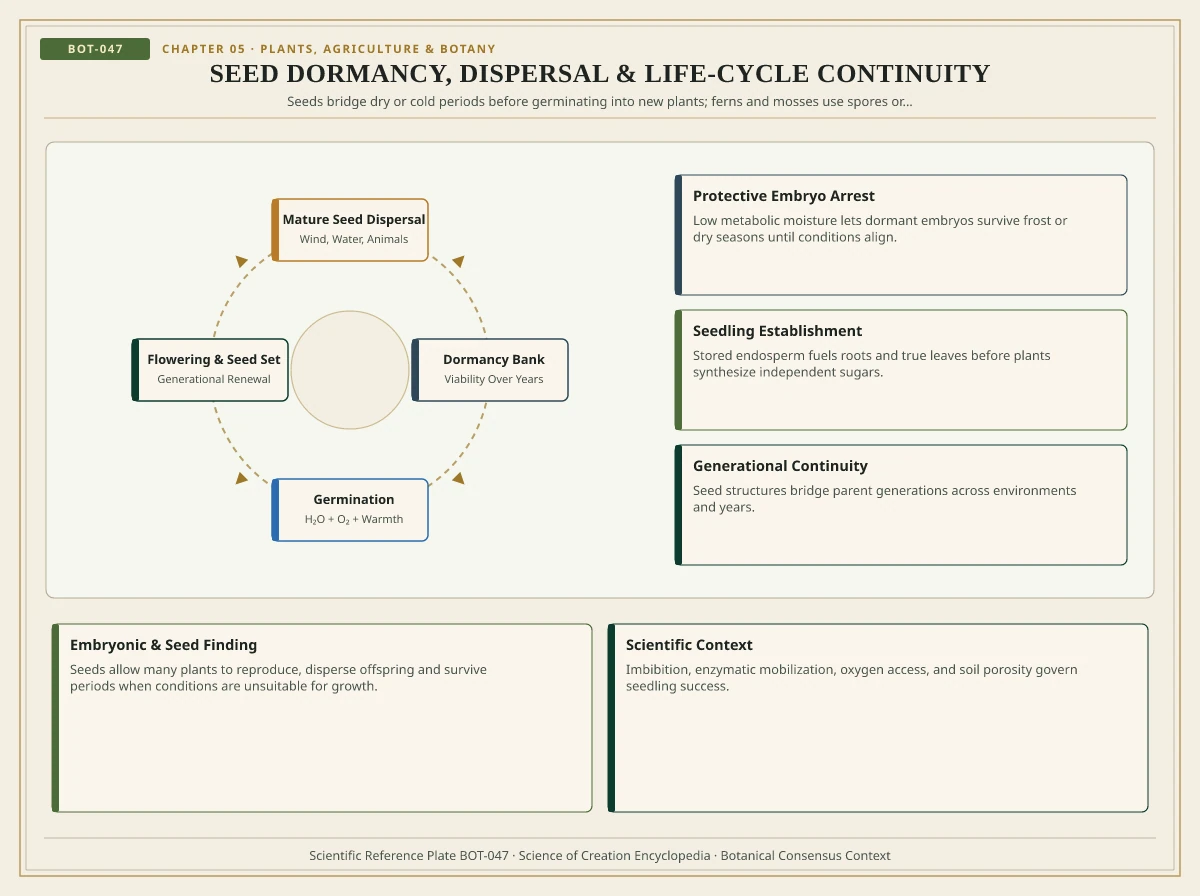 BOT-047
CHAPTER 05 · PLANTS, AGRICULTURE & BOTANY
SEED DORMANCY, DISPERSAL & LIFE-CYCLE CONTINUITY
Seeds bridge dry or cold periods before germinating into new plants; ferns and mosses use spores or...
Mature Seed Dispersal
Wind, Water, Animals
Flowering & Seed Set
Generational Renewal
Dormancy Bank
Viability Over Years
Germination
H₂O + O₂ + Warmth
Protective Embryo Arrest
Low metabolic moisture lets dormant embryos survive frost or
dry seasons until conditions align.
Seedling Establishment
Stored endosperm fuels roots and true leaves before plants
synthesize independent sugars.
Generational Continuity
Seed structures bridge parent generations across environments
and years.
Embryonic & Seed Finding
Seeds allow many plants to reproduce, disperse offspring and survive
periods when conditions are unsuitable for growth.
Scientific Context
Imbibition, enzymatic mobilization, oxygen access, and soil porosity govern
seedling success.
Scientific Reference Plate BOT-047 · Science of Creation Encyclopedia · Botanical Consensus Context